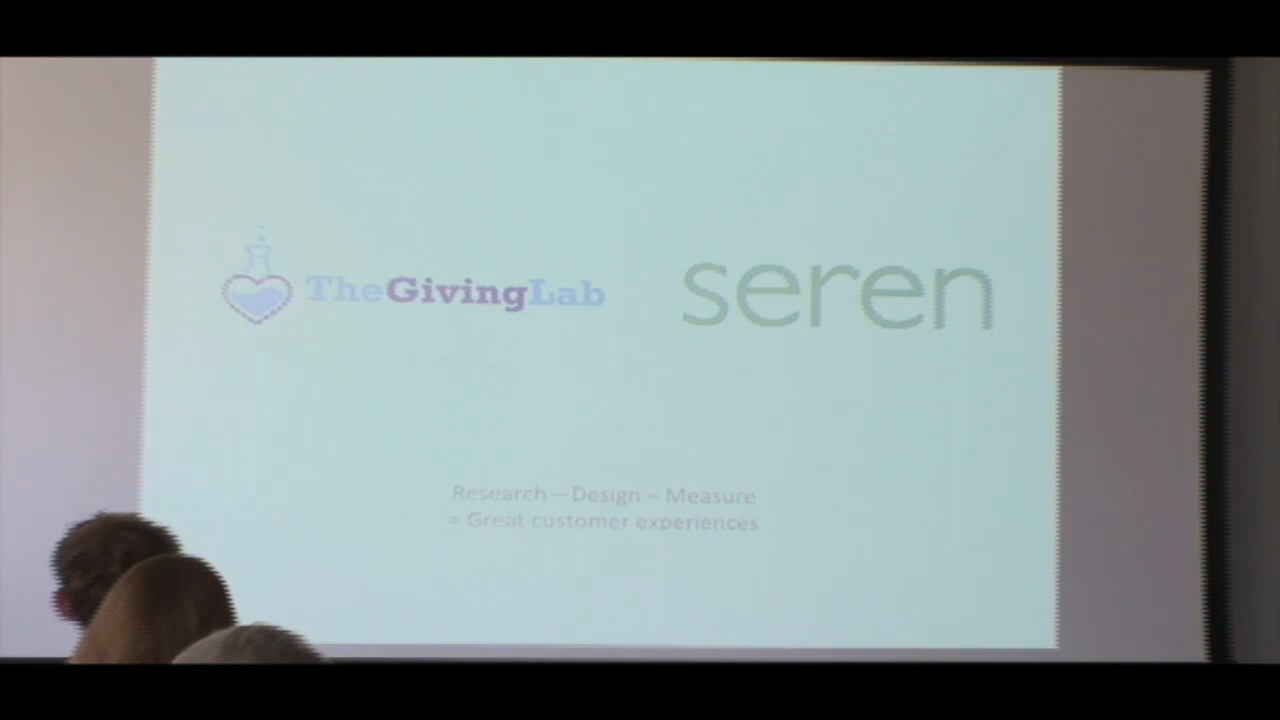 TheGivingLab
seren
Research – Design – Measure
= Great customer experiences